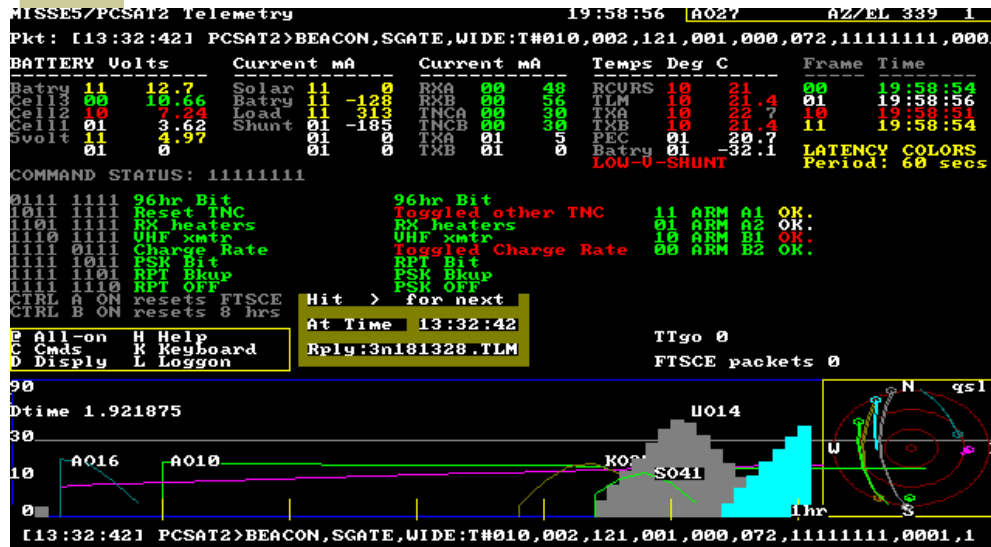 MISSE5/PCSAT2 Telemetry 19:58:56 AO27 AZ/EL 339 1
Pkt: [13:32:42] PCSAT2>BEACON,SGATE,WIDE:T#010,002,121,001,000,072,11111111,000
BATTERY Volts Current mA Current mA Temps Deg C Frame Time
Batry 11 12.7 Solar 11 0 RXA 00 48 RCVRS 10 21 00 19:58:54
Cell3 00 10.66 Batry 11 -128 RXB 00 56 TLM 10 21.4 01 19:58:56
Cell2 10 7.24 Load 11 313 TNCA 00 30 TXA 10 22.7 10 19:58:51
Cell1 01 3.62 Shunt 01 -185 TNCB 00 30 TXB 10 21.4 11 19:58:54
5volt 11 4.97 01 0 TXA 01 5 PEC 01 20.7
01 0 01 0 TXB 01 0 Batry 01 -32.1 LATENCY COLORS
LOW-V-SHUNT Period: 60 secs
COMMAND STATUS: 11111111
0111 1111 96hr Bit 96hr Bit
1011 1111 Reset TNC Toggled other TNC 11 ARM A1 OK.
1101 1111 RX heaters RX heaters 01 ARM A2 OK.
1110 1111 VHF xmtr VHF xmtr 10 ARM B1 OK.
1111 0111 Charge Rate Toggled Charge Rate 00 ARM B2 OK.
1111 1011 PSK Bit RPT Bit
1111 1101 RPT Bkup PSK Bkup
1111 1110 RPT OFF PSK OFF
CTRL A ON resets FTSCE Hit > for next
CTRL B ON resets 8 hrs
At Time 13:32:42
@ All-on H Help TTgo 0
C Cmds K Keyboard Rply:3n181328.TLM
D Disply L Loggon FTSCE packets 0
90 N qsl
Dtime 1.921875 UO14
30
W
AO16 AO10
10 SO41
0 1hr S
[13:32:42] PCSAT2>BEACON,SGATE,WIDE:T#010,002,121,001,000,072,11111111,0001,1